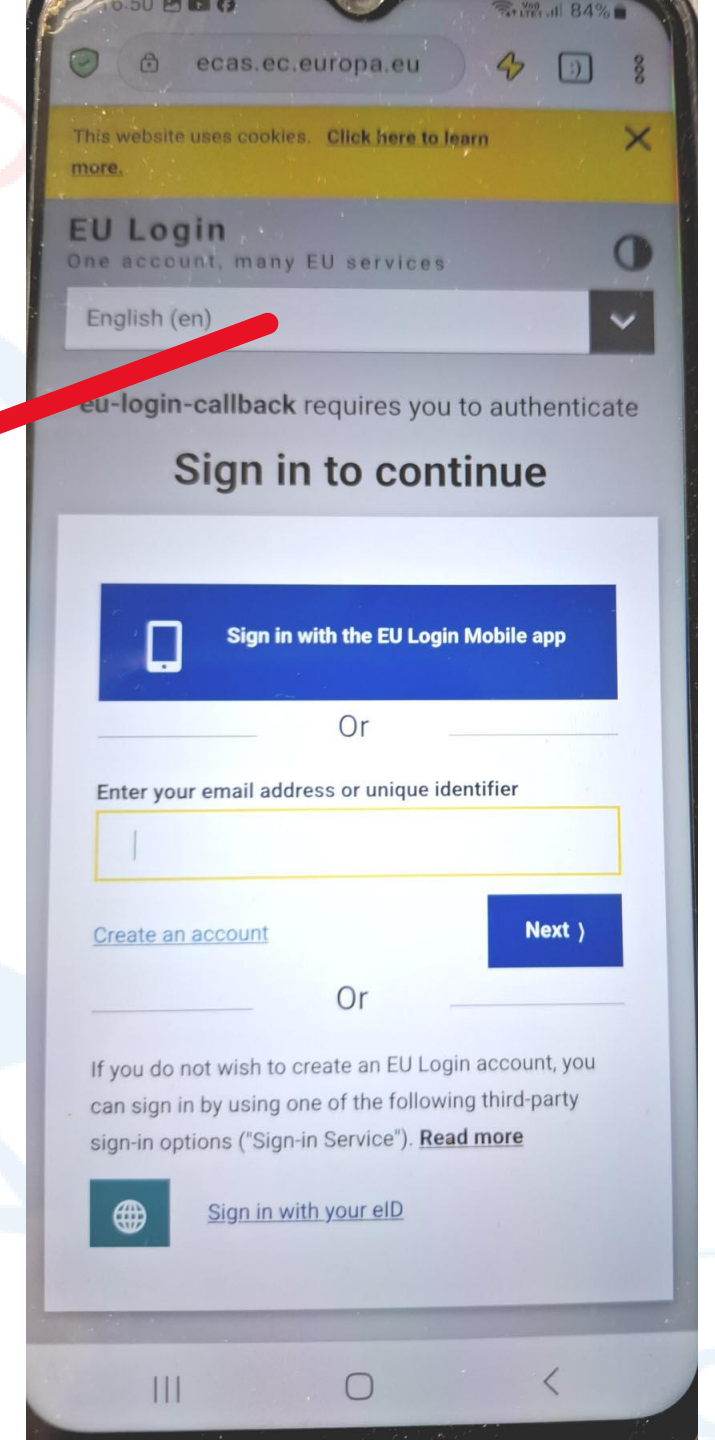 16:50
84%
ecas.ec.europa.eu
This website uses cookies. Click here to learn
more.
EU Login
One account, many EU services
English (en)
eu-login-callback requires you to authenticate
Sign in to continue
Sign in with the EU Login Mobile app
Or
Enter your email address or unique identifier
Create an account
Next
Or
If you do not wish to create an EU Login account, you
can sign in by using one of the following third-party
sign-in options ("Sign-in Service"). Read more
Sign in with your eID